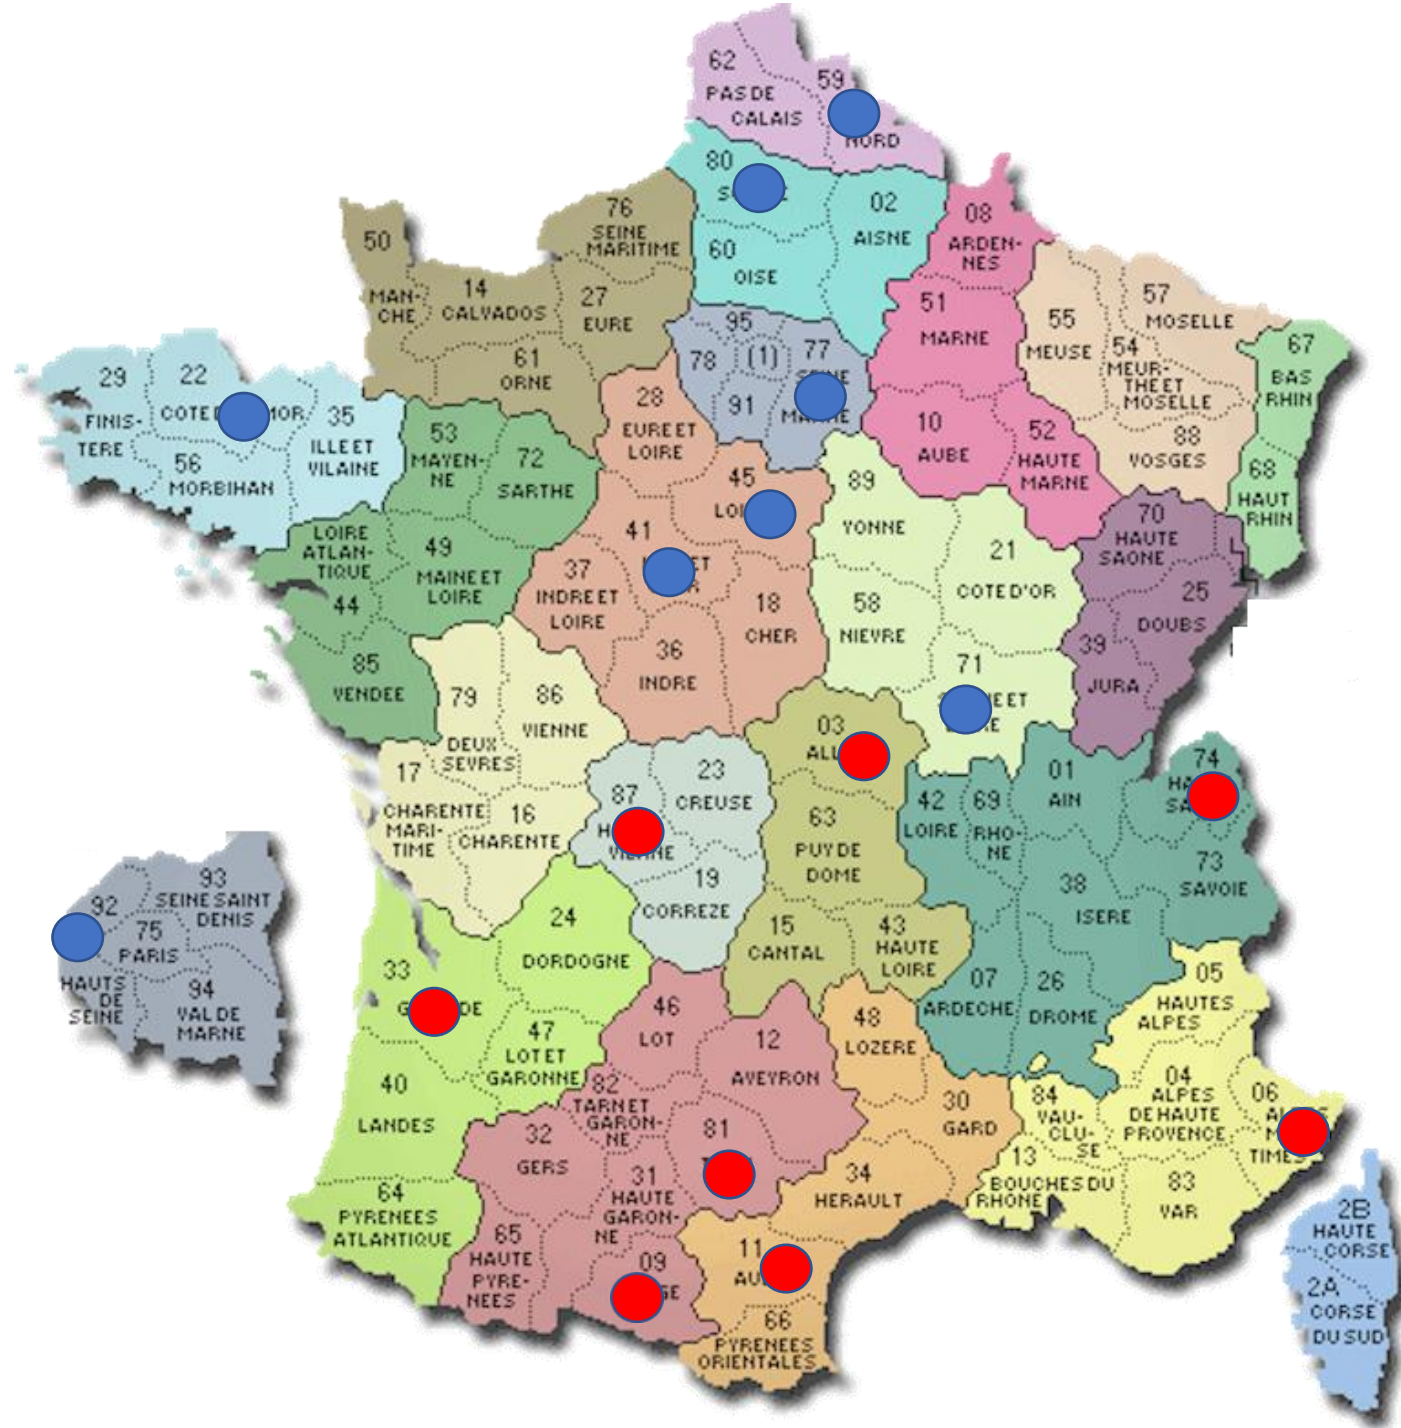 62
PAS DE
CALAIS
59
NORD
80
60
OISE
02
AISNE
08
ARDEN-
NES
76
SEINE
MARITIME
50
MAN-
CHE
14
CALVADOS
27
EURE
61
ORNE
51
MARNE
10
AUBE
52
HAUTE
MARNE
55
MEUSE
57
MOSELLE
54
MEUR-
THE ET
MOSELLE
88
VOSGES
67
BAS
RHIN
68
HAUT
RHIN
95
78
(1)
77
SEINE
MARNE
91
29
FINIS-
TERE
22
COTE
MOR
56
MORBIHAN
35
ILLE ET
VILAINE
53
MAYEN-
NE
72
SARTHE
LOIRE
ATLAN-
TIQUE
44
49
MAINE ET
LOIRE
85
VENDEE
28
EURE ET
LOIRE
45
41
ET
37
INDRE ET
LOIRE
18
CHER
36
INDRE
89
YONNE
21
COTE D'OR
58
NIEVRE
71
ET
70
HAUTE
SAONE
25
DOUBS
39
JURA
79
DEUX
SEVRES
86
VIENNE
17
CHARENTE
MARI-
TIME
16
CHARENTE
87
VIENNE
23
CREUSE
19
CORREZE
03
63
PUY DE
DOME
15
CANTAL
43
HAUTE
LOIRE
42
LOIRE
69
RHO-
NE
01
AIN
74
73
SAVOIE
38
ISERE
07
ARDECHE
26
DROME
93
SEINE SAINT
DENIS
92
75
PARIS
HAUTS
DE
SEINE
94
VAL DE
MARNE
24
DORDOGNE
33
47
LOT ET
GARONNE
40
LANDES
64
PYRENEES
ATLANTIQUE
46
LOT
12
AVEYRON
82
TARN ET
GARON-
NE
32
GERS
81
31
HAUTE
GARON-
NE
65
HAUTE
PYRE-
NEES
09
48
LOZERE
30
GARD
34
HERAULT
11
66
PYRENEES
ORIENTALES
05
HAUTES
ALPES
04
ALPES
DE HAUTE
PROVENCE
06
TIMES
84
VAU-
CLU-
SE
13
BOUCHES DU
RHONE
83
VAR
2B
HAUTE
CORSE
2A
CORSE
DU SUD